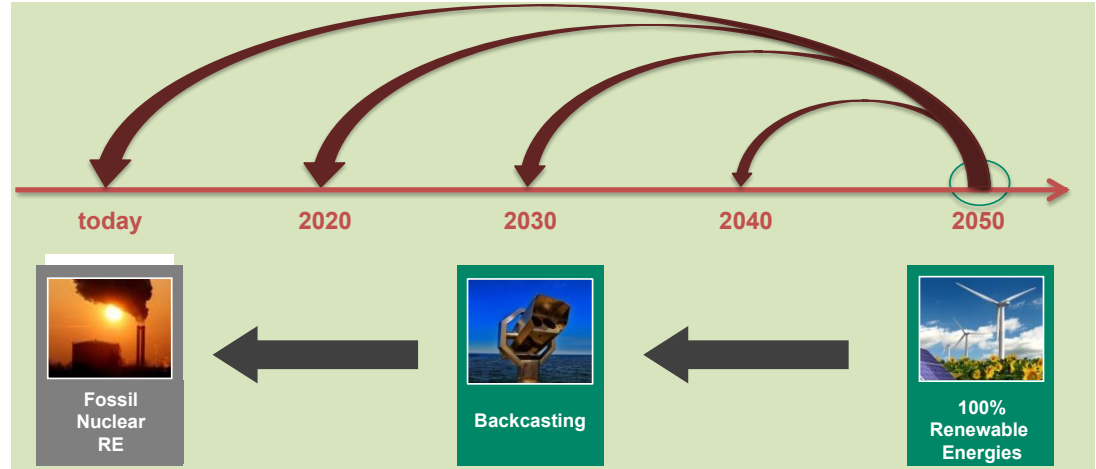 today
2020
2030
2040
2050
Fossil
Nuclear
RE
Backcasting
100%
Renewable
Energies